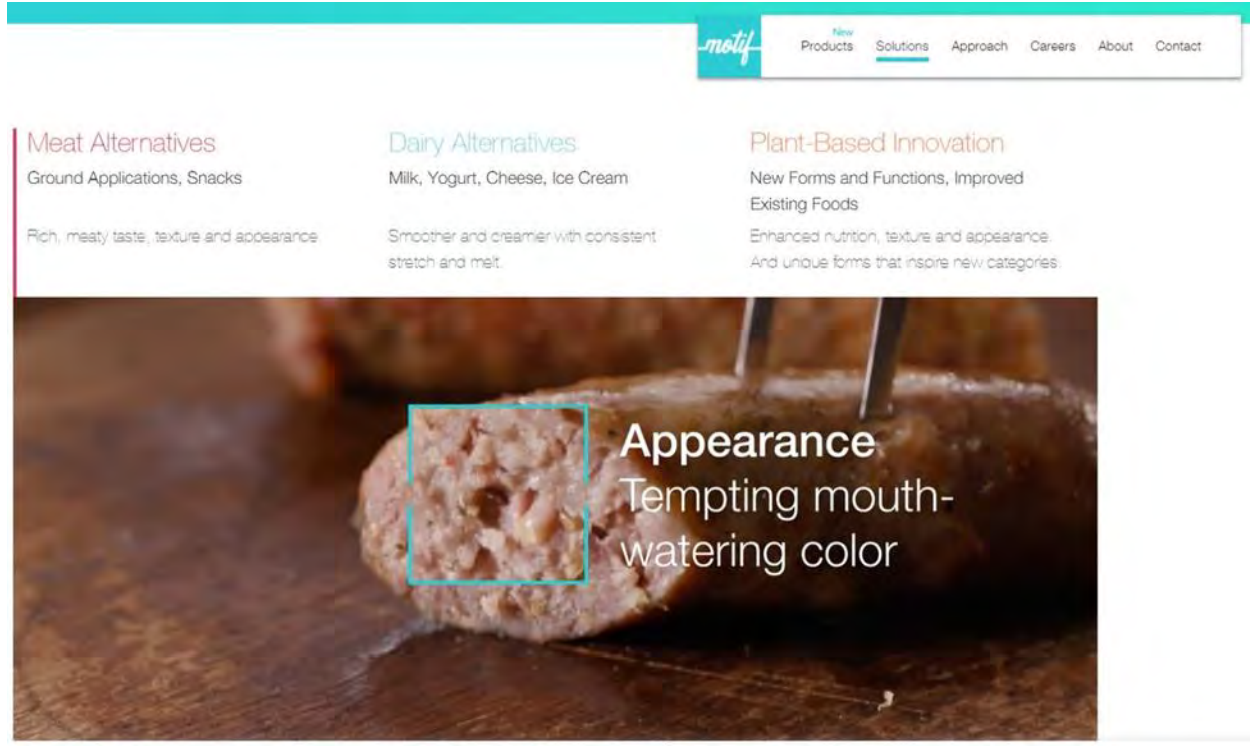 motif
New
Products Solutions Approach Careers About Contact
Meat Alternatives
Ground Applications, Snacks
Rich, meaty taste, texture and appearance
Dairy Alternatives
Milk, Yogurt, Cheese, Ice Cream
Smoother and creamier with consistent
stretch and melt.
Plant-Based Innovation
New Forms and Functions, Improved
Existing Foods
Enhanced nutrition, texture and appearance.
And unique forms that inspire new categories.
Appearance
Tempting mouth-
watering color